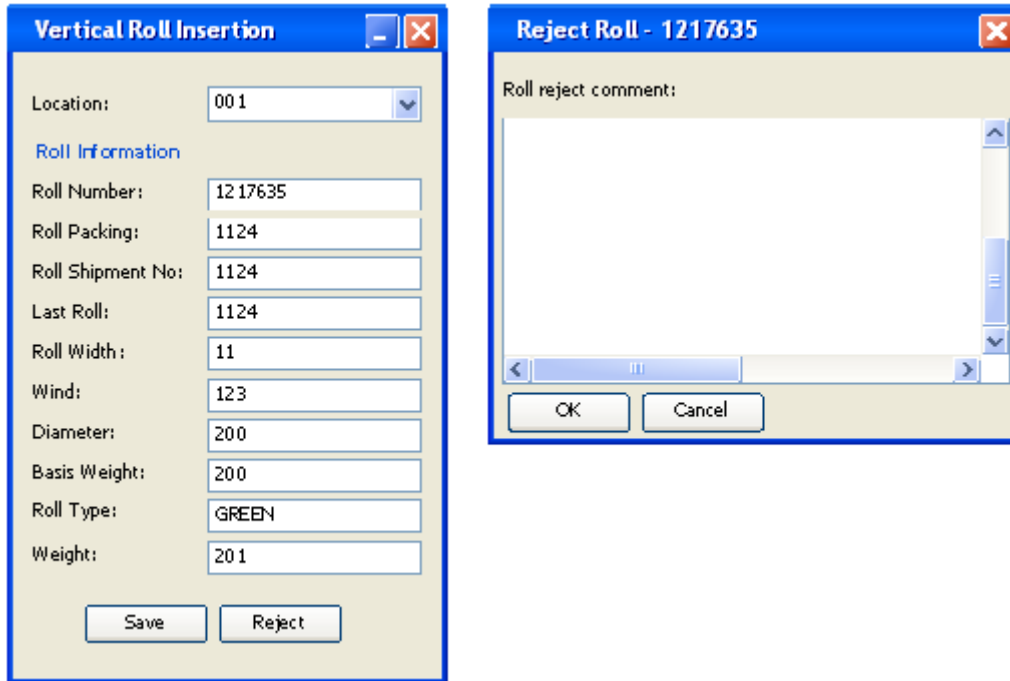 Vertical Roll Insertion
Location: 001
Roll Information
Roll Number: 1217635
Roll Packing: 1124
Roll Shipment No: 1124
Last Roll: 1124
Roll Width : 11
Wind: 123
Diameter: 200
Basis Weight: 200
Roll Type: GREEN
Weight: 201
Save Reject
Reject Roll - 1217635
Roll reject comment:
OK Cancel